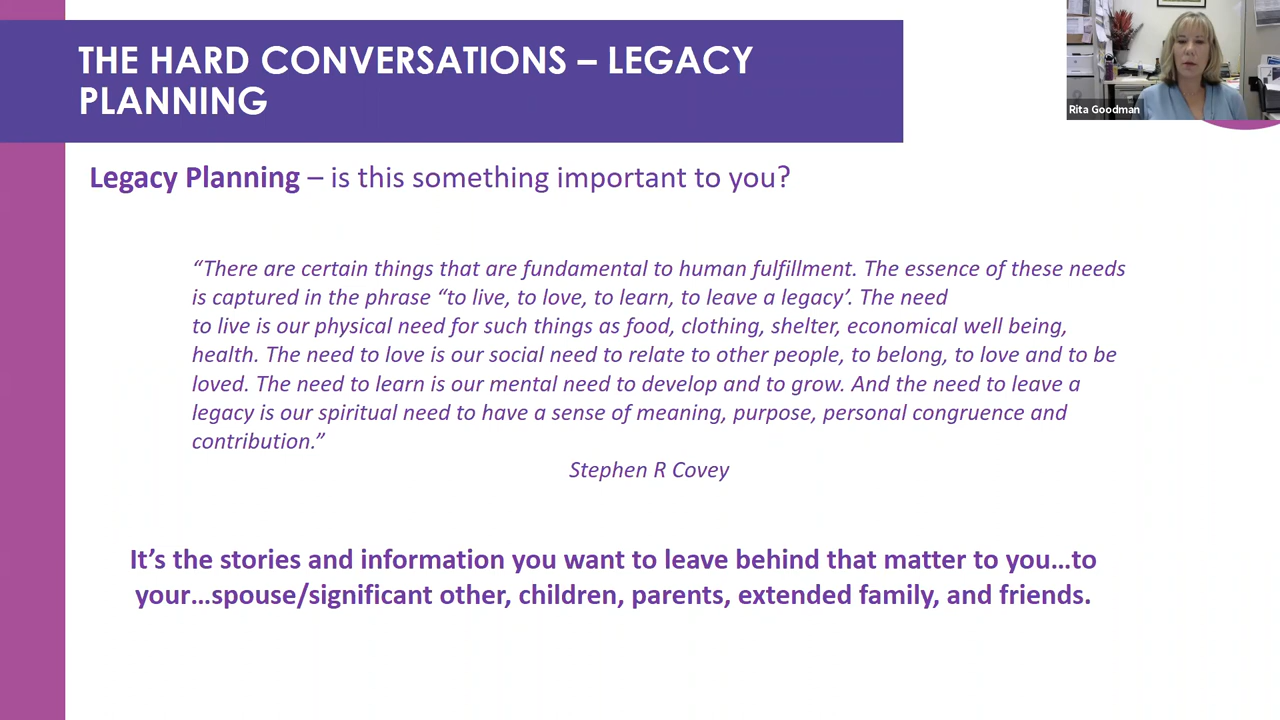 THE HARD CONVERSATIONS – LEGACY
PLANNING
Rita Goodman
Legacy Planning – is this something important to you?
“There are certain things that are fundamental to human fulfillment. The essence of these needs
is captured in the phrase “to live, to love, to learn, to leave a legacy’. The need
to live is our physical need for such things as food, clothing, shelter, economical well being,
health. The need to love is our social need to relate to other people, to belong, to love and to be
loved. The need to learn is our mental need to develop and to grow. And the need to leave a
legacy is our spiritual need to have a sense of meaning, purpose, personal congruence and
contribution.”
Stephen R Covey
It’s the stories and information you want to leave behind that matter to you…to
your…spouse/significant other, children, parents, extended family, and friends.